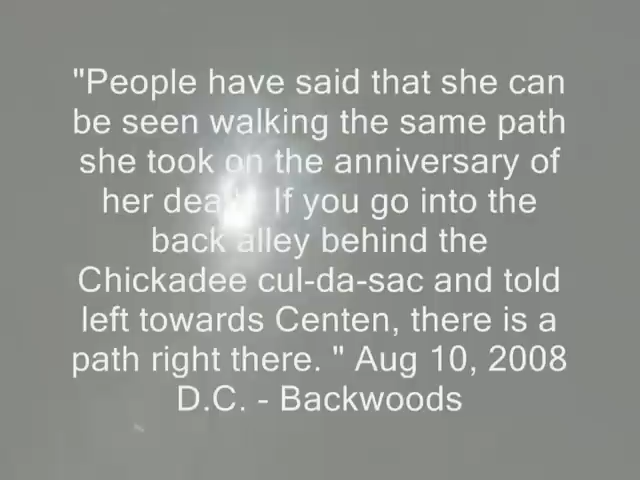 "People have said that she can
be seen walking the same path
she took on the anniversary of
her death. If you go into the
back alley behind the
Chickadee cul-da-sac and told
left towards Centen, there is a
path right there. " Aug 10, 2008
D.C. - Backwoods